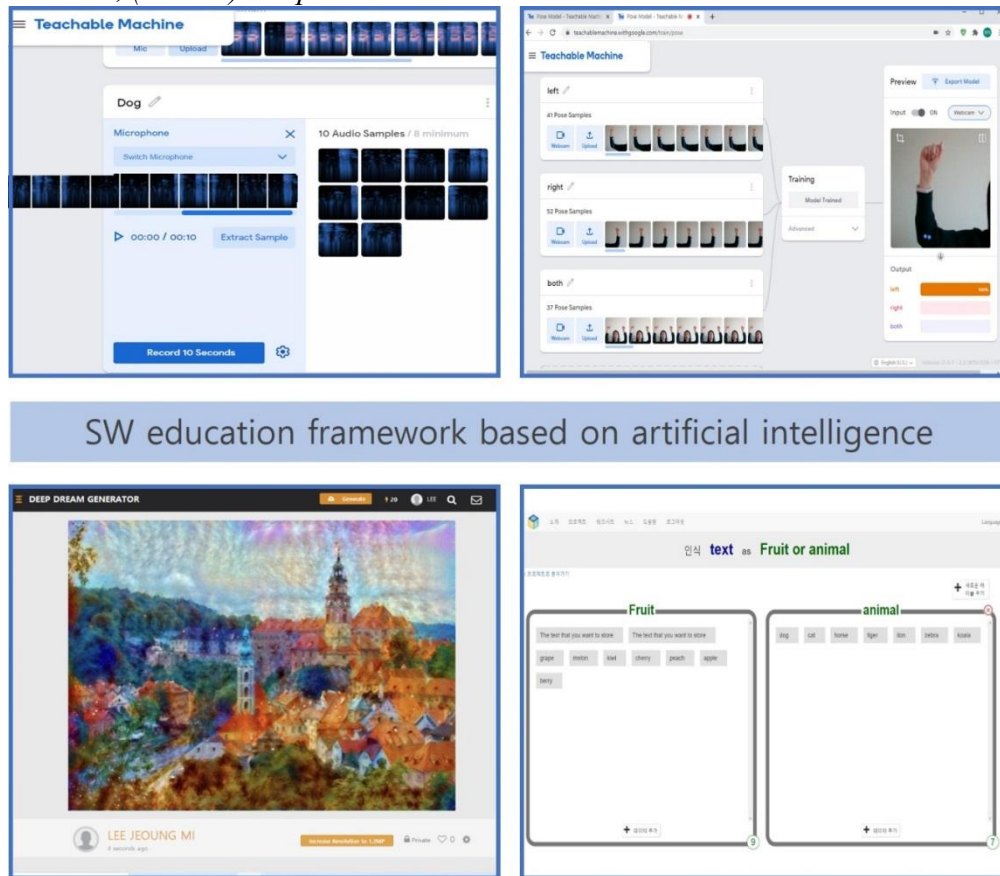 Teachable Machine
Mic Upload
Dog
Microphone
10 Audio Samples / 8 minimum
Switch Microphone
00:00 / 00:10 Extract Sample
Record 10 Seconds
Pose Model - Teachable
teachablemachine.withgoogle.com/train/pose
Teachable Machine
left
41 Pose Samples
Webcam Upload
right
52 Pose Samples
Webcam Upload
both
37 Pose Samples
Webcam Upload
Training
Model Trained
Advanced
Preview Export Model
Input ON Webcam
Output
left
right
both
SW education framework based on artificial intelligence
DEEP DREAM GENERATOR
Generate 20 LEE
LEE JEOUNG MI
4 seconds ago
Private 0
인식 text as Fruit or animal
Fruit
The text that you want to store The text that you want to store
grape melon kiwi cherry peach apple
berry
9
animal
dog cat horse tiger lion zebra koala
7